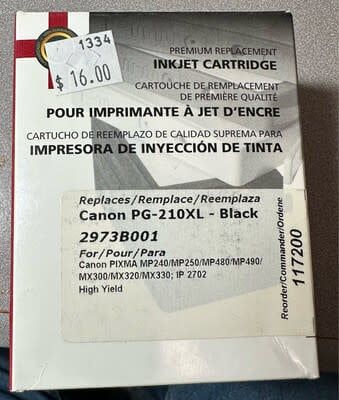 1334
$ 16.00
PREMIUM REPLACEMENT
INKJET CARTRIDGE
CARTOUCHE DE REMPLACEMENT
DE PREMIÈRE QUALITÉ
POUR IMPRIMANTE À JET D'ENCRE
CARTUCHO DE REEMPLAZO DE CALIDAD SUPREMA PARA
IMPRESORA DE INYECCIÓN DE TINTA
Replaces/Remplace/Reemplaza
Canon PG-210XL - Black
2973B001
For/Pour/Para
Canon PIXMA MP240/MP250/MP480/MP490/
MX300/MX320/MX330; IP 2702
High Yield
Reorder/Commander/Ordene
117200